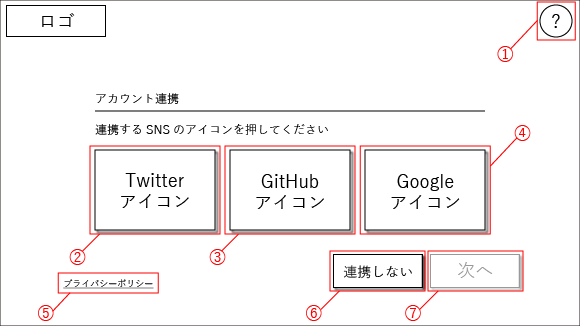 ロゴ
?
①
アカウント連携
連携する SNS のアイコンを押してください
④
Twitter
アイコン
GitHub
アイコン
Google
アイコン
②
③
連携しない
次へ
プライバシーポリシー
⑤
⑥
⑦